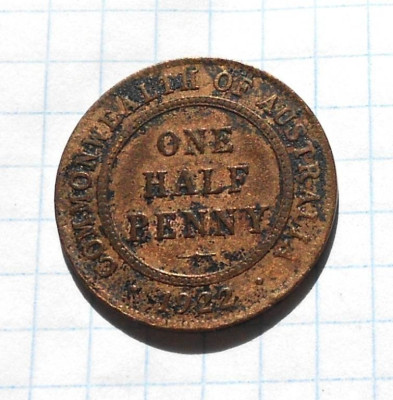 COMMONWEALTH OF AUSTRALIA
ONE
HALF
PENNY
1922